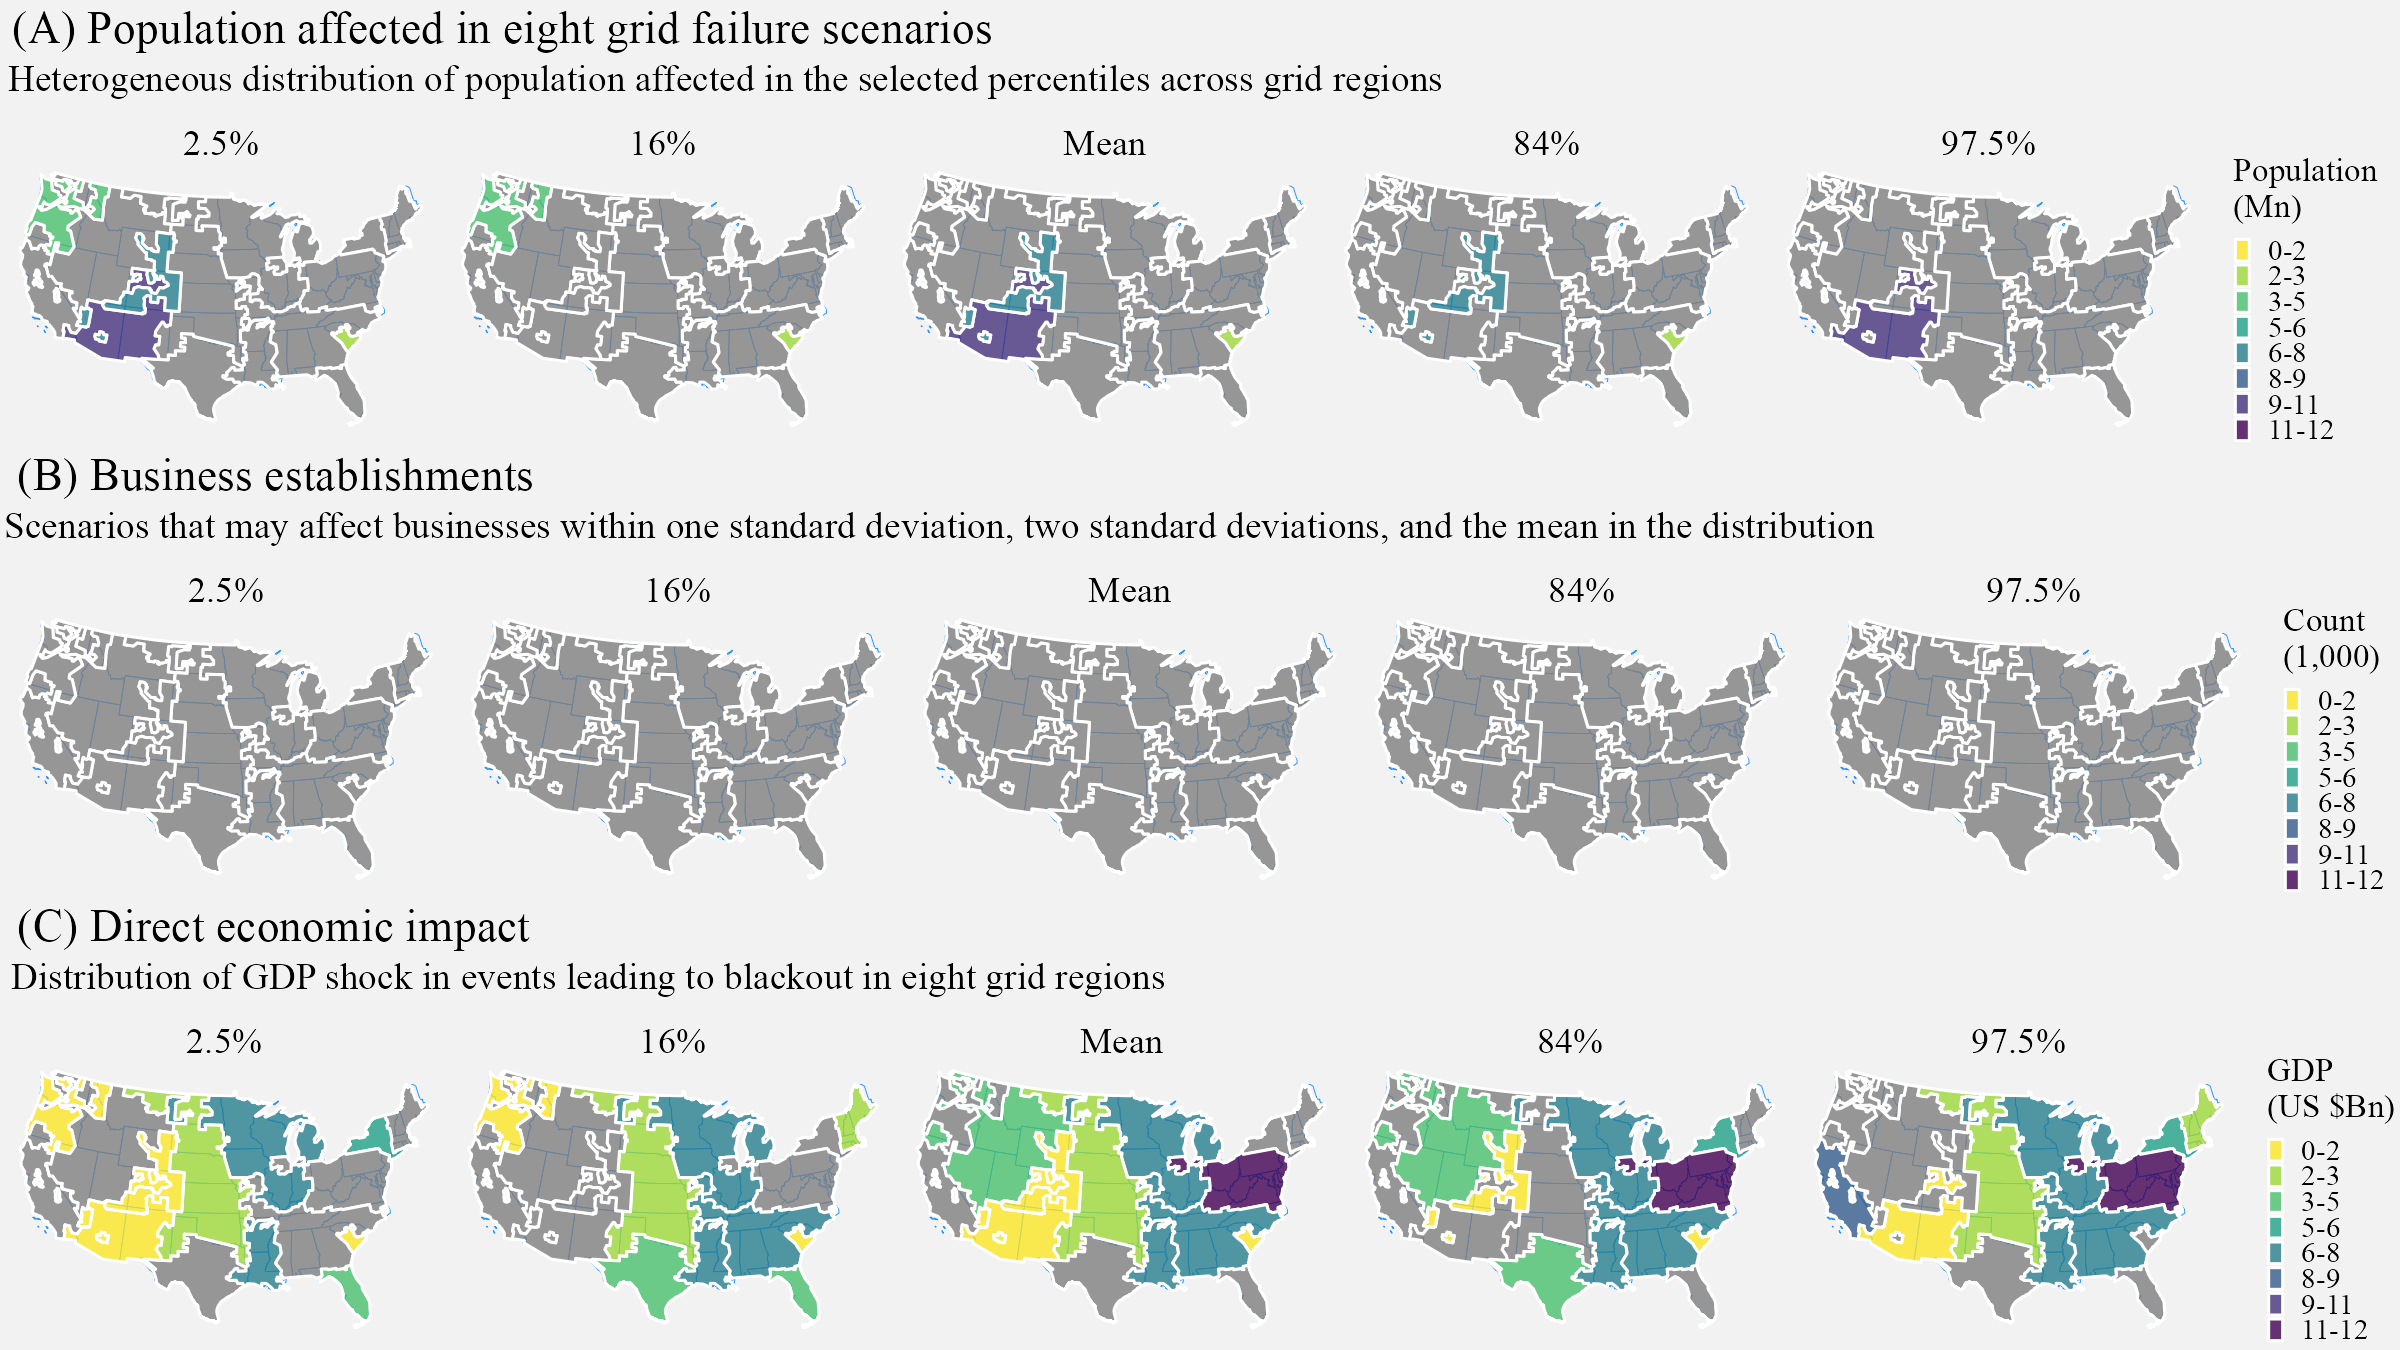 (A) Population affected in eight grid failure scenarios
Heterogeneous distribution of population affected in the selected percentiles across grid regions
2.5% 16% Mean 84% 97.5%
Population
(Mn)
0-2
2-3
3-5
5-6
6-8
8-9
9-11
11-12
(B) Business establishments
Scenarios that may affect businesses within one standard deviation, two standard deviations, and the mean in the distribution
2.5% 16% Mean 84% 97.5%
Count
(1,000)
0-2
2-3
3-5
5-6
6-8
8-9
9-11
11-12
(C) Direct economic impact
Distribution of GDP shock in events leading to blackout in eight grid regions
2.5% 16% Mean 84% 97.5%
GDP
(US $Bn)
0-2
2-3
3-5
5-6
6-8
8-9
9-11
11-12